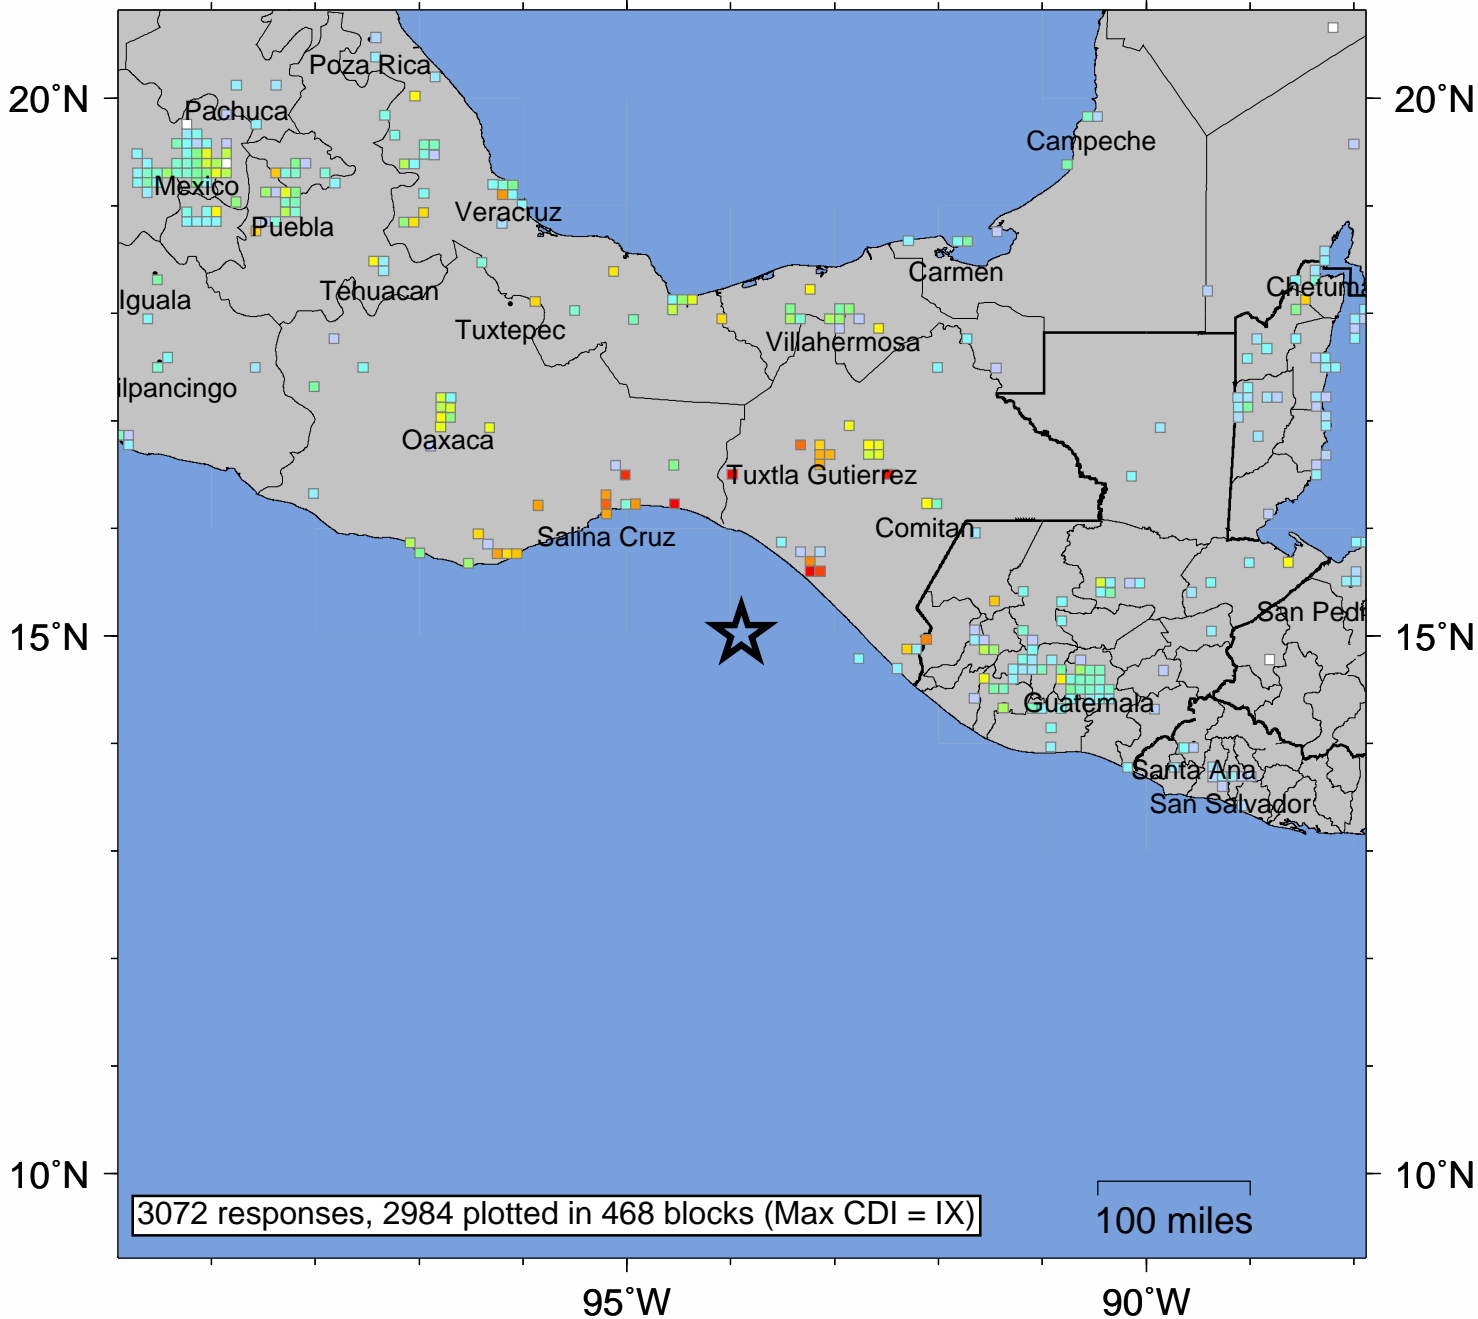 Poza Rica
20˚N
20˚N
Pachuca
Campeche
Mexico
Veracruz
Puebla
Carmen
Tehuacan
Chetuma
Iguala
Tuxtepec
Villahermosa
ilpancingo
Oaxaca
Tuxtla Gutierrez
Comitan
Salina Cruz
San Pedr
15˚N
15˚N
Guatemala
Santa Ana
San Salvador
10˚N
10˚N
3072 responses, 2984 plotted in 468 blocks (Max CDI = IX)
100 miles
95˚W
90˚W